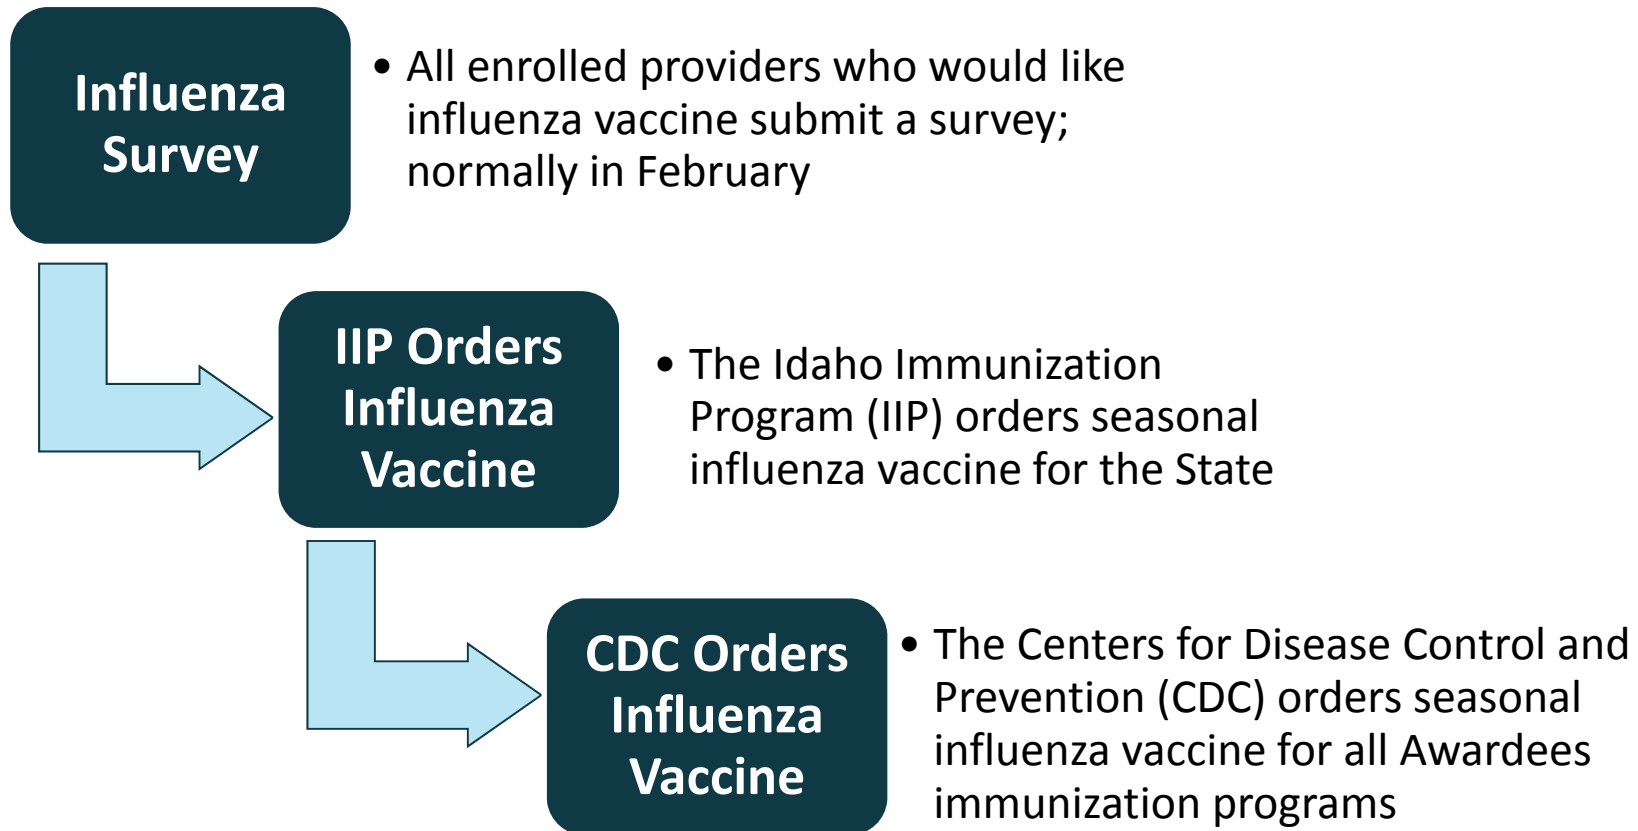 Influenza
Survey
• All enrolled providers who would like
influenza vaccine submit a survey;
normally in February
IIP Orders
Influenza
Vaccine
• The Idaho Immunization
Program (IIP) orders seasonal
influenza vaccine for the State
CDC Orders
Influenza
Vaccine
• The Centers for Disease Control and
Prevention (CDC) orders seasonal
influenza vaccine for all Awardees
immunization programs